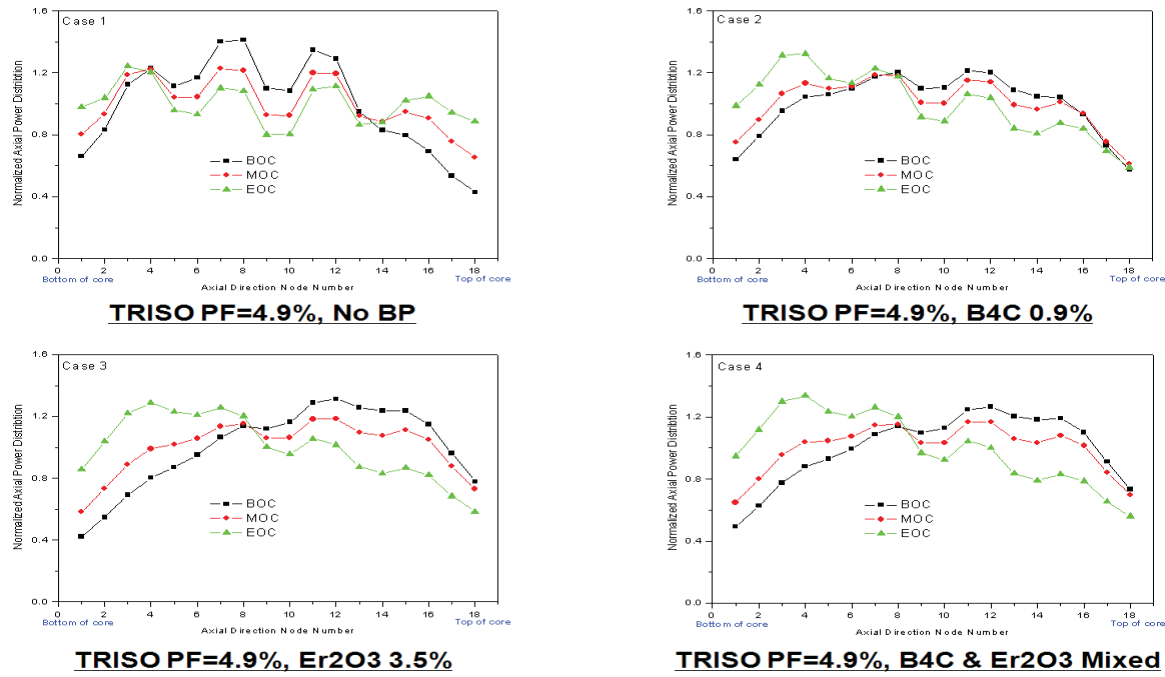 Case 1
Normalized Axial Power Distribtion
1.6
1.2
0.8
0.4
0.0
BOC
MOC
EOC
0 2 4 6 8 10 12 14 16 18
Bottom of core
Axial Direction Node Number
Top of core
TRISO PF=4.9%, No BP
Case 2
Normalized Axial Power Distribtion
1.6
1.2
0.8
0.4
0.0
BOC
MOC
EOC
0 2 4 6 8 10 12 14 16 18
Bottom of core
Axial Direction Node Number
Top of core
TRISO PF=4.9%, B4C 0.9%
Case 3
Normalized Axial Power Distribtion
1.6
1.2
0.8
0.4
0.0
BOC
MOC
EOC
0 2 4 6 8 10 12 14 16 18
Bottom of core
Axial Direction Node Number
Top of core
TRISO PF=4.9%, Er2O3 3.5%
Case 4
Normalized Axial Power Distribtion
1.6
1.2
0.8
0.4
0.0
BOC
MOC
EOC
0 2 4 6 8 10 12 14 16 18
Bottom of core
Axial Direction Node Number
Top of core
TRISO PF=4.9%, B4C & Er2O3 Mixed